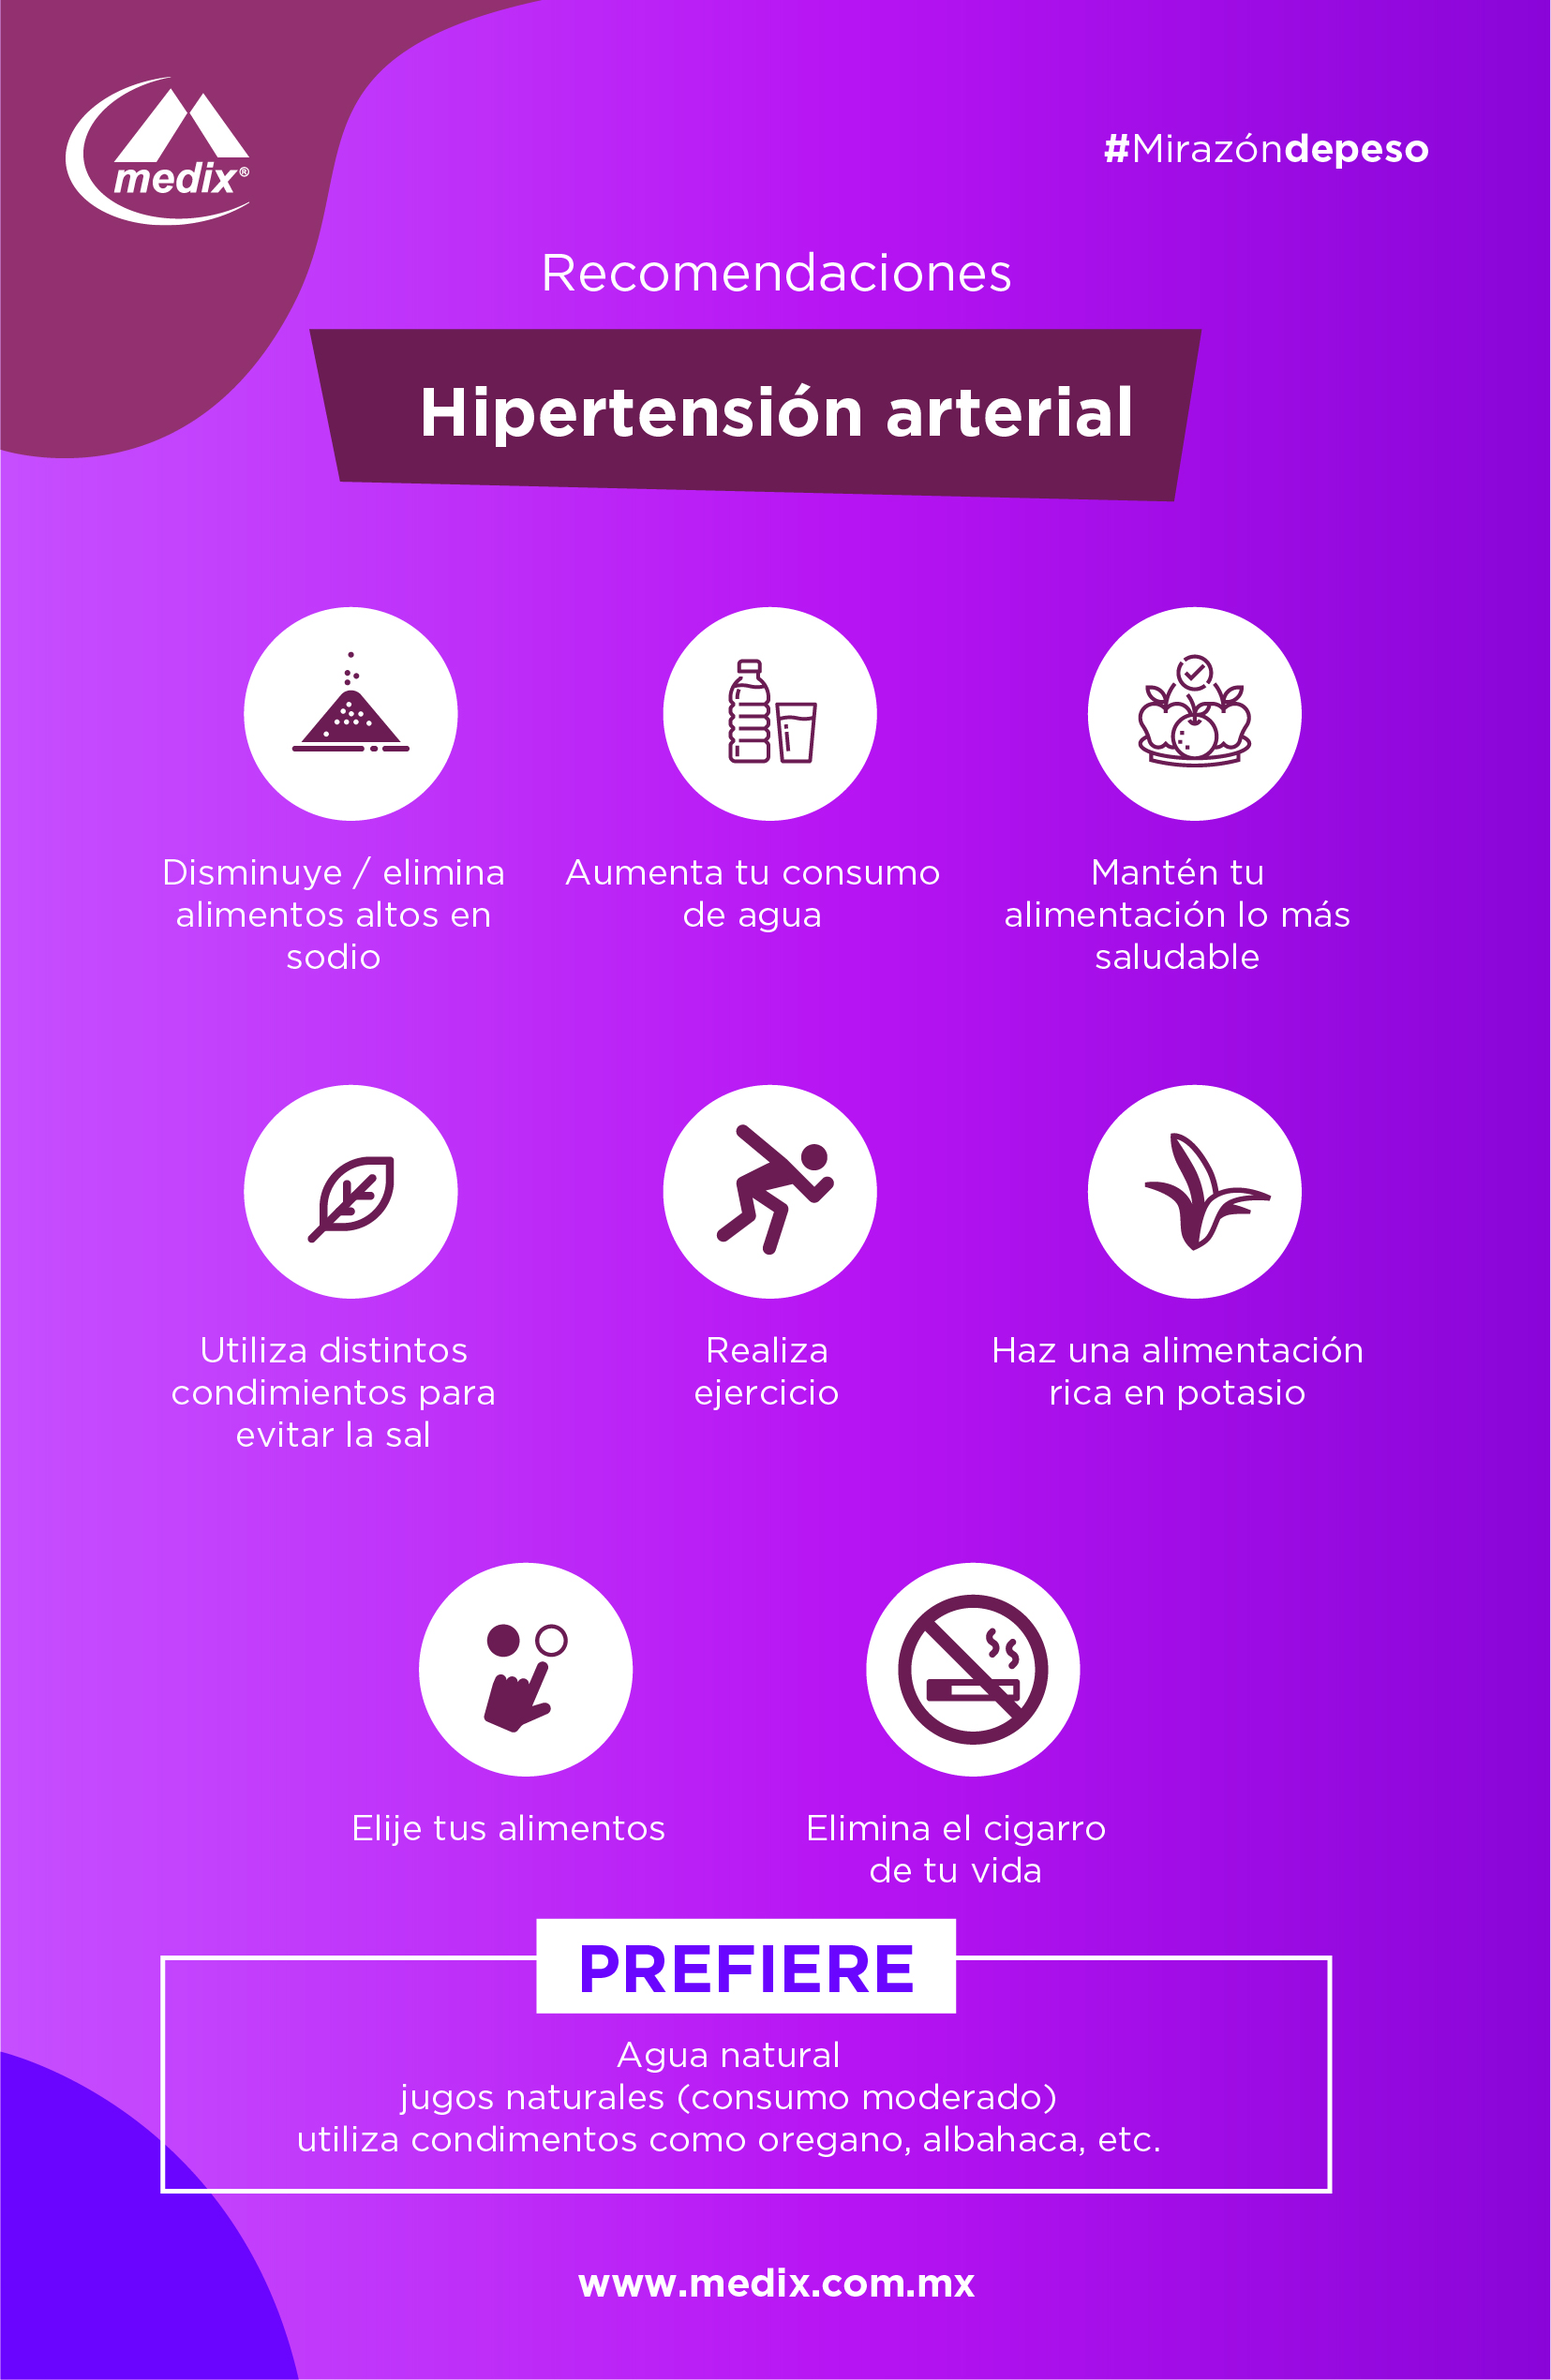 medix®
#Mirazóndepeso
Recomendaciones
Hipertensión arterial
Disminuye / elimina
alimentos altos en
sodio
Aumenta tu consumo
de agua
Mantén tu
alimentación lo más
saludable
Utiliza distintos
condimientos para
evitar la sal
Realiza
ejercicio
Haz una alimentación
rica en potasio
Elije tus alimentos
Elimina el cigarro
de tu vida
PREFIERE
Agua natural
jugos naturales (consumo moderado)
utiliza condimentos como oregano, albahaca, etc.
www.medix.com.mx